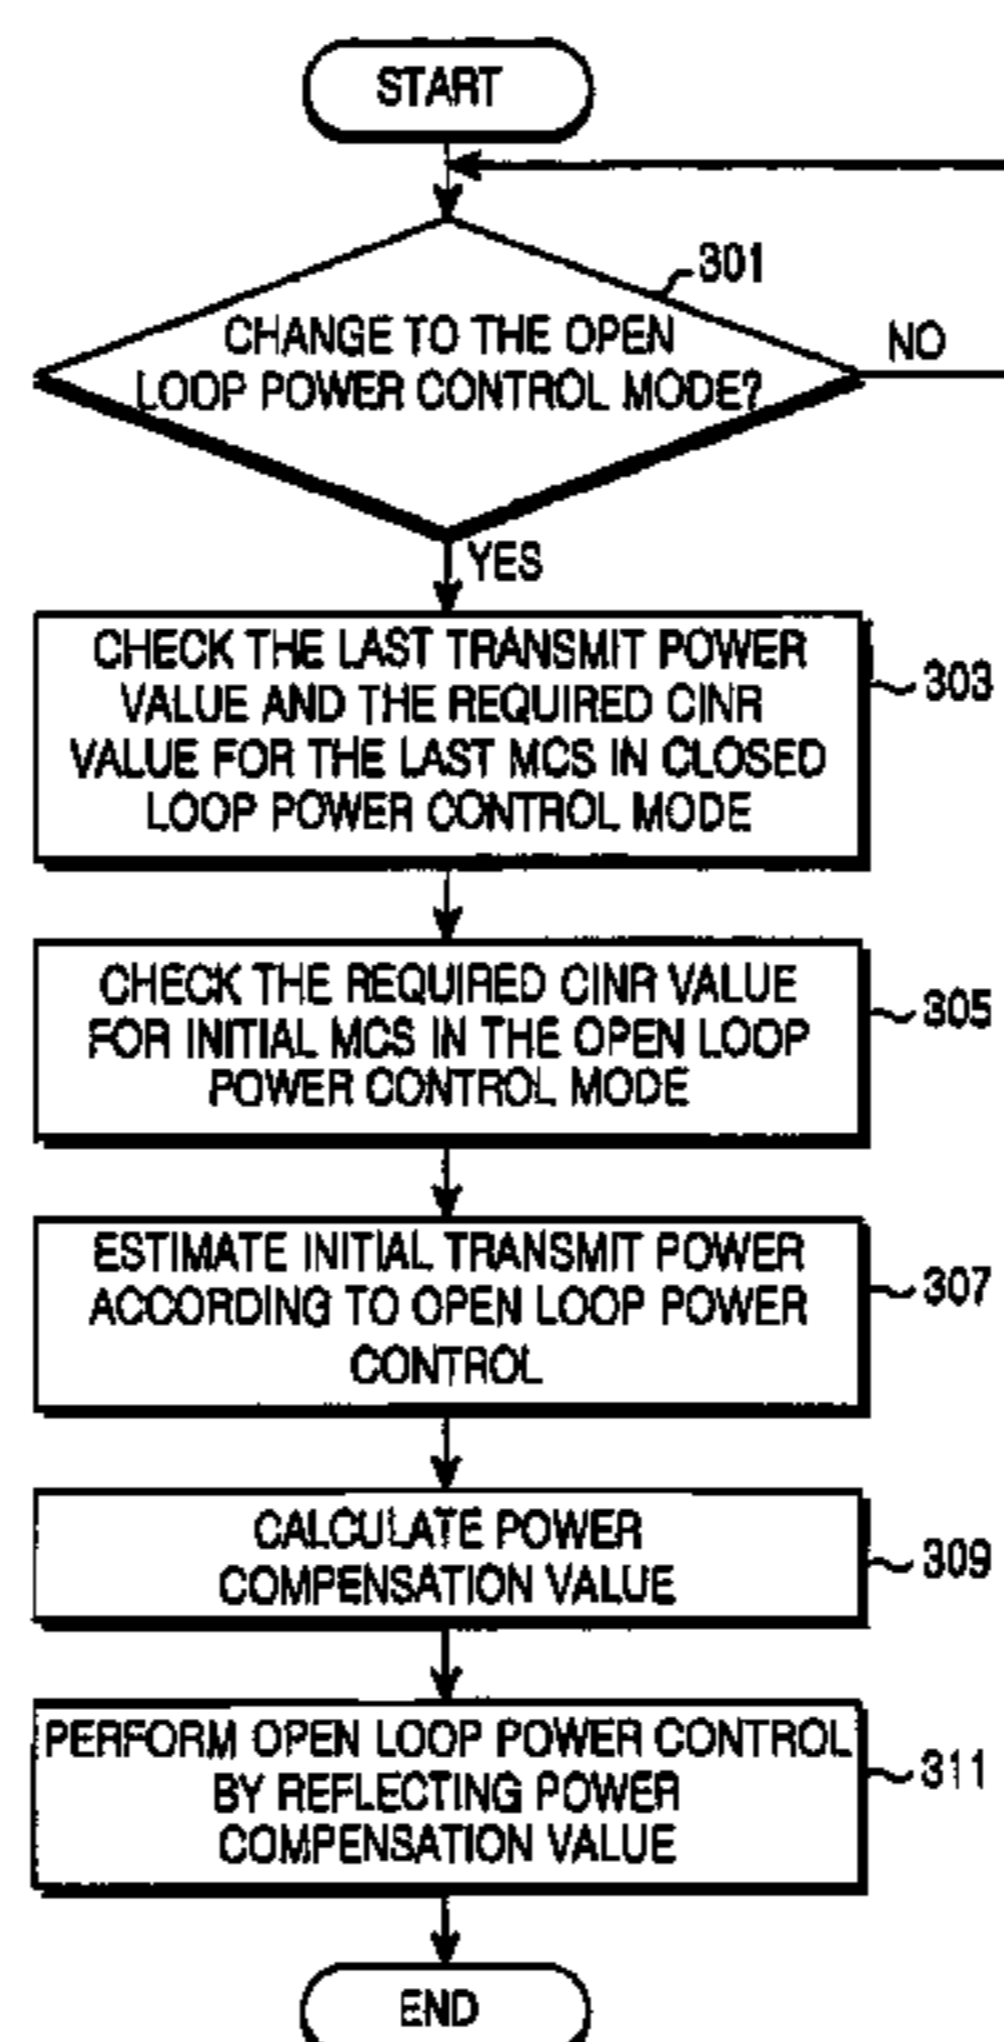 START
301
CHANGE TO THE OPEN
LOOP POWER CONTROL MODE?
NO
YES
CHECK THE LAST TRANSMIT POWER
VALUE AND THE REQUIRED CINR
VALUE FOR THE LAST MCS IN CLOSED
LOOP POWER CONTROL MODE
303
CHECK THE REQUIRED CINR VALUE
FOR INITIAL MCS IN THE OPEN LOOP
POWER CONTROL MODE
305
ESTIMATE INITIAL TRANSMIT POWER
ACCORDING TO OPEN LOOP POWER
CONTROL
307
CALCULATE POWER
COMPENSATION VALUE
309
PERFORM OPEN LOOP POWER CONTROL
BY REFLECTING POWER
COMPENSATION VALUE
311
END